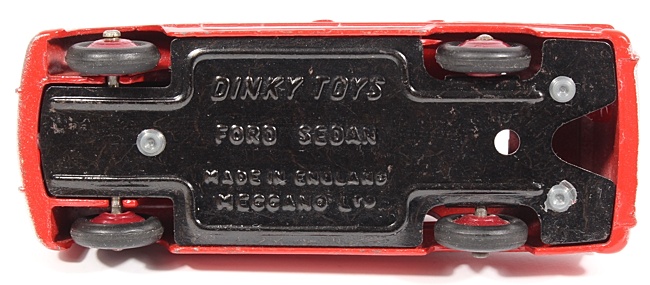 DINKY TOYS
FORD SEDAN
MADE IN ENGLAND
MECCANO LTD